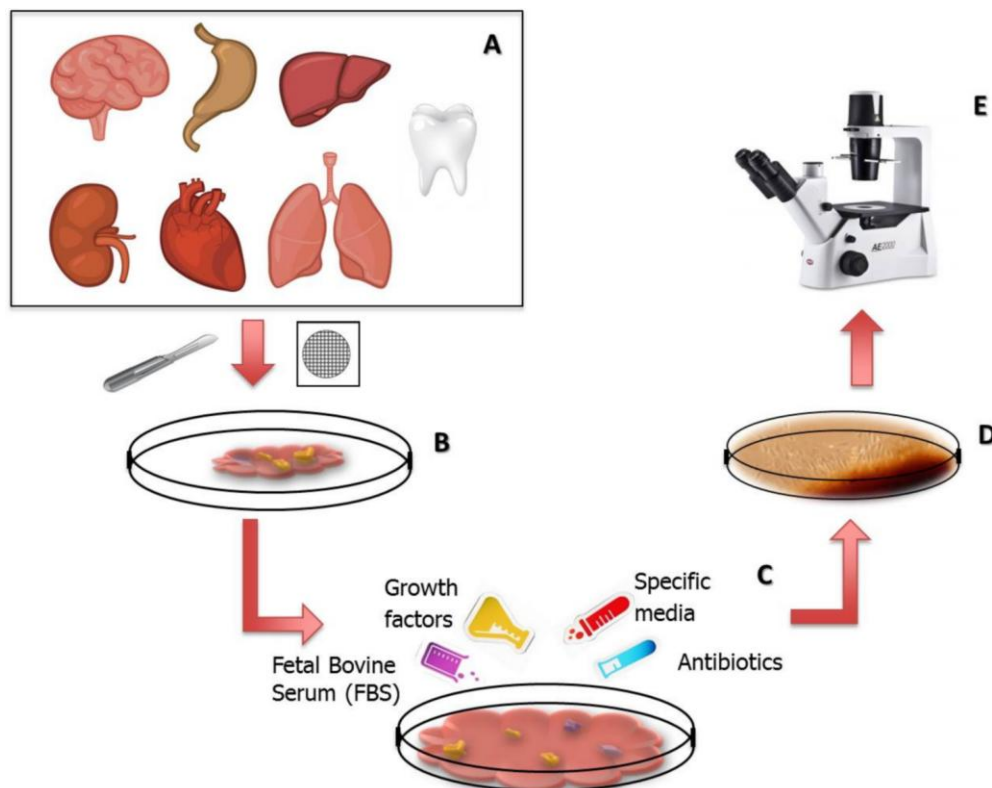 A
E
B
D
C
Growth
factors
Specific
media
Fetal Bovine
Serum (FBS)
Antibiotics
AE2000